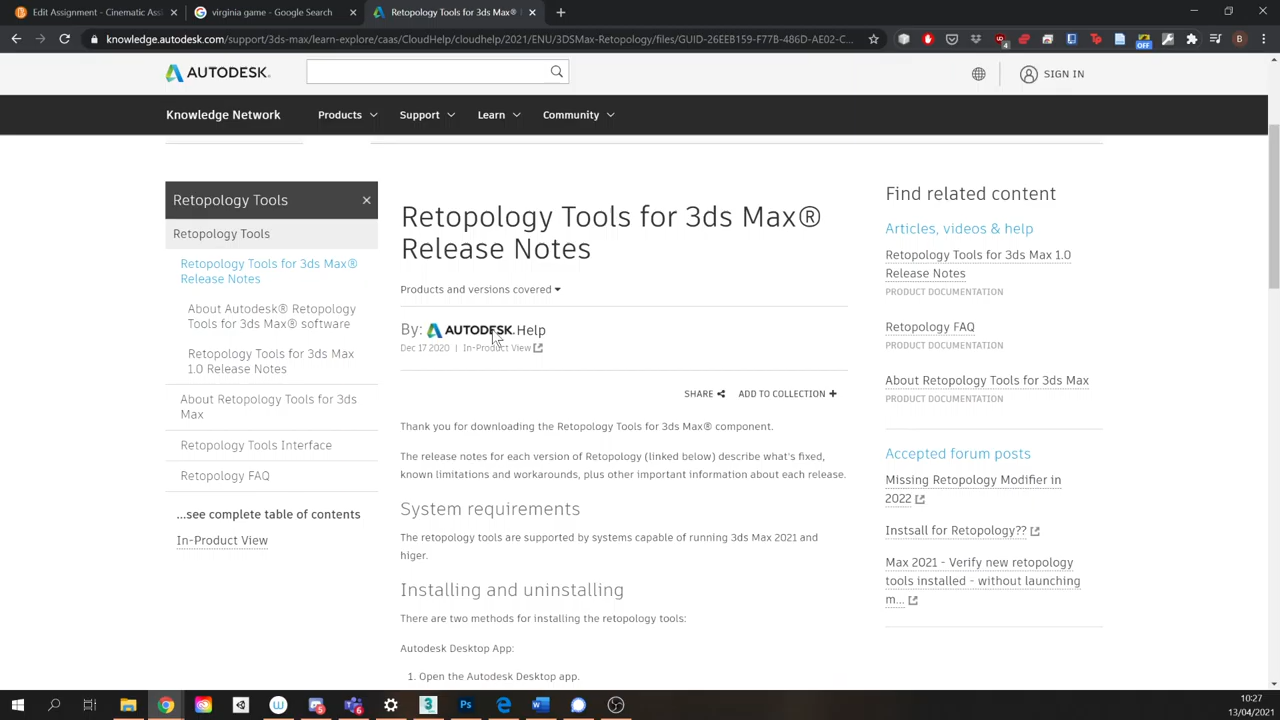 Edit Assignment - Cinematic Ass
virginia game - Google Search
Retopology Tools for 3ds Max®
knowledge.autodesk.com/support/3ds-max/learn-explore/caas/CloudHelp/cloudhelp/2021/ENU/3DSMax-Retopology/files/GUID-26EEB159-F77B-486D-AE02-C...
4
OFF
B
AUTODESK.
SIGN IN
Knowledge Network
Products
Support
Learn
Community
Retopology Tools
Retopology Tools
Retopology Tools for 3ds Max®
Release Notes
About Autodesk® Retopology
Tools for 3ds Max® software
Retopology Tools for 3ds Max
1.0 Release Notes
About Retopology Tools for 3ds
Max
Retopology Tools Interface
Retopology FAQ
...see complete table of contents
In-Product View
Retopology Tools for 3ds Max®
Release Notes
Products and versions covered
By: AUTODESK. Help
Dec 17 2020 | In-Product View
SHARE
ADD TO COLLECTION
Thank you for downloading the Retopology Tools for 3ds Max® component.
The release notes for each version of Retopology (linked below) describe what's fixed,
known limitations and workarounds, plus other important information about each release.
System requirements
The retopology tools are supported by systems capable of running 3ds Max 2021 and
higer.
Installing and uninstalling
There are two methods for installing the retopology tools:
Autodesk Desktop App:
1. Open the Autodesk Desktop app.
Find related content
Articles, videos & help
Retopology Tools for 3ds Max 1.0
Release Notes
PRODUCT DOCUMENTATION
Retopology FAQ
PRODUCT DOCUMENTATION
About Retopology Tools for 3ds Max
PRODUCT DOCUMENTATION
Accepted forum posts
Missing Retopology Modifier in
2022
Instsall for Retopology??
Max 2021 - Verify new retopology
tools installed - without launching
m...
10:27
13/04/2021